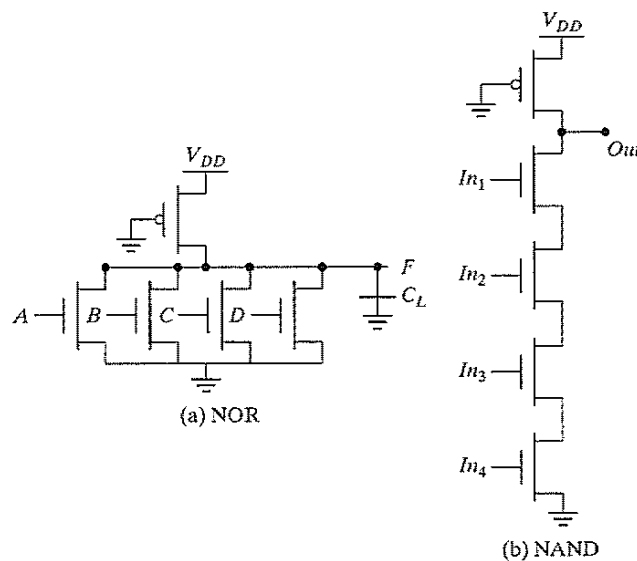 V_DD
F
C_L
A
B
C
D
(a) NOR
V_DD
Out
In_1
In_2
In_3
In_4
(b) NAND